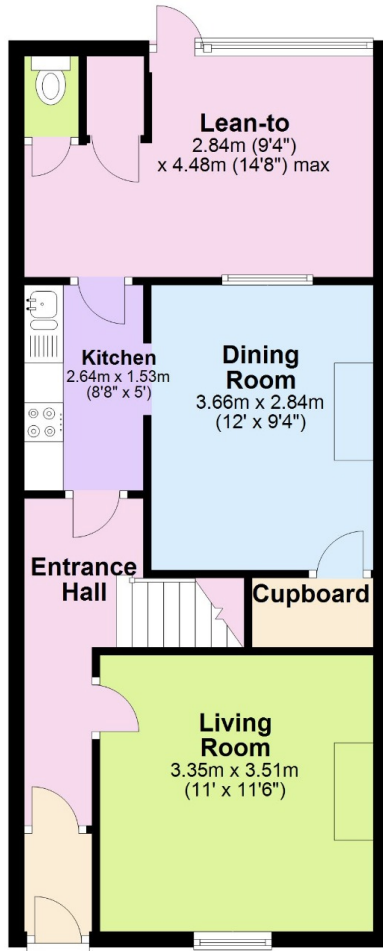 Lean-to
2.84m (9'4")
x 4.48m (14'8") max
Kitchen
2.64m x 1.53m
(8'8" x 5')
Dining
Room
3.66m x 2.84m
(12' x 9'4")
Entrance
Hall
Cupboard
Living
Room
3.35m x 3.51m
(11' x 11'6")